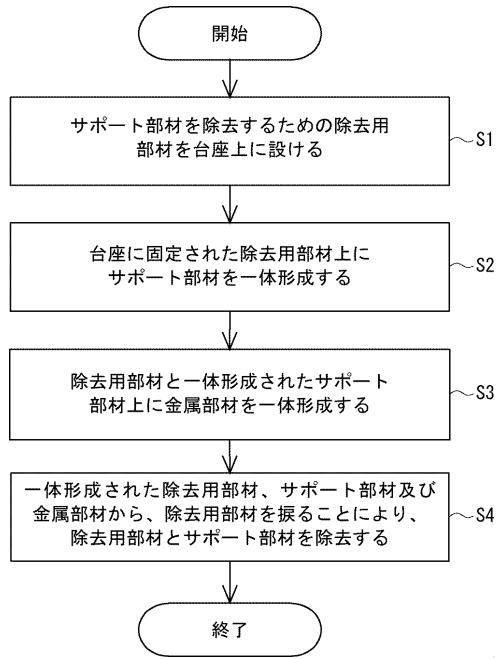 開始
サポート部材を除去するための除去用
部材を台座上に設ける
S1
台座に固定された除去用部材上に
サポート部材を一体形成する
S2
除去用部材と一体形成されたサポート
部材上に金属部材を一体形成する
S3
一体形成された除去用部材、サポート部材及び
金属部材から、除去用部材を捩ることにより、
除去用部材とサポート部材を除去する
S4
終了